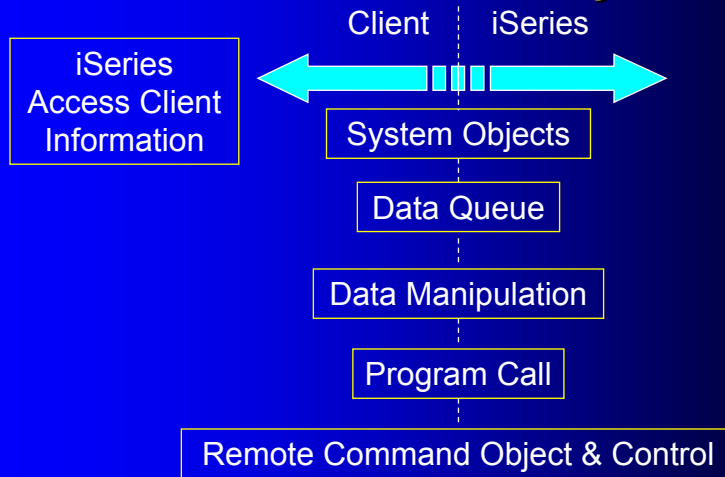 Client iSeries
iSeries
Access Client
Information
System Objects
Data Queue
Data Manipulation
Program Call
Remote Command Object & Control